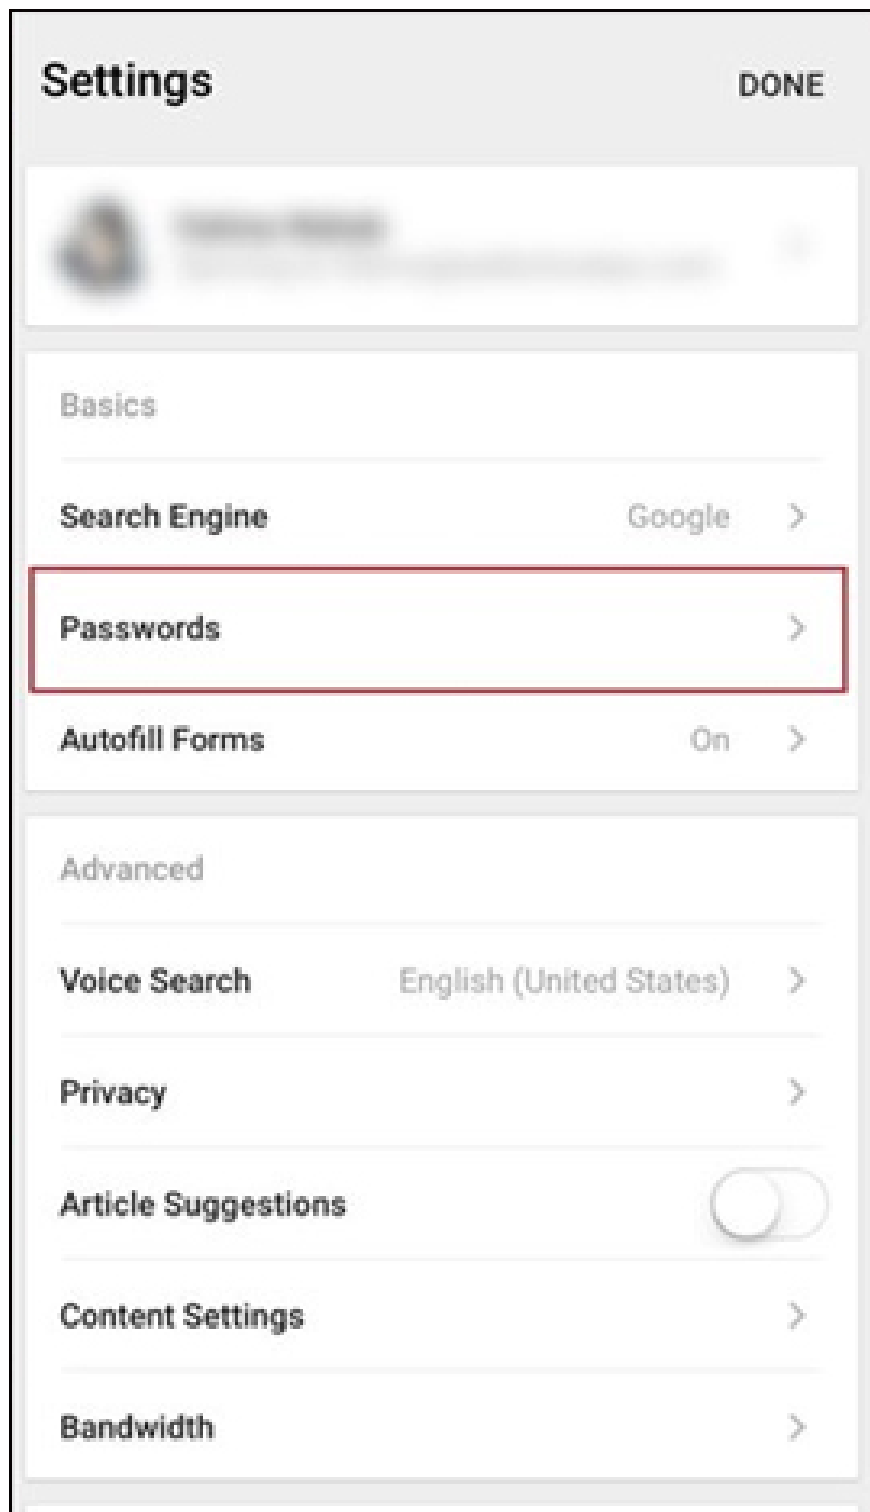 Settings
DONE
Basics
Search Engine Google
Passwords
Autofill Forms On
Advanced
Voice Search English (United States)
Privacy
Article Suggestions
Content Settings
Bandwidth